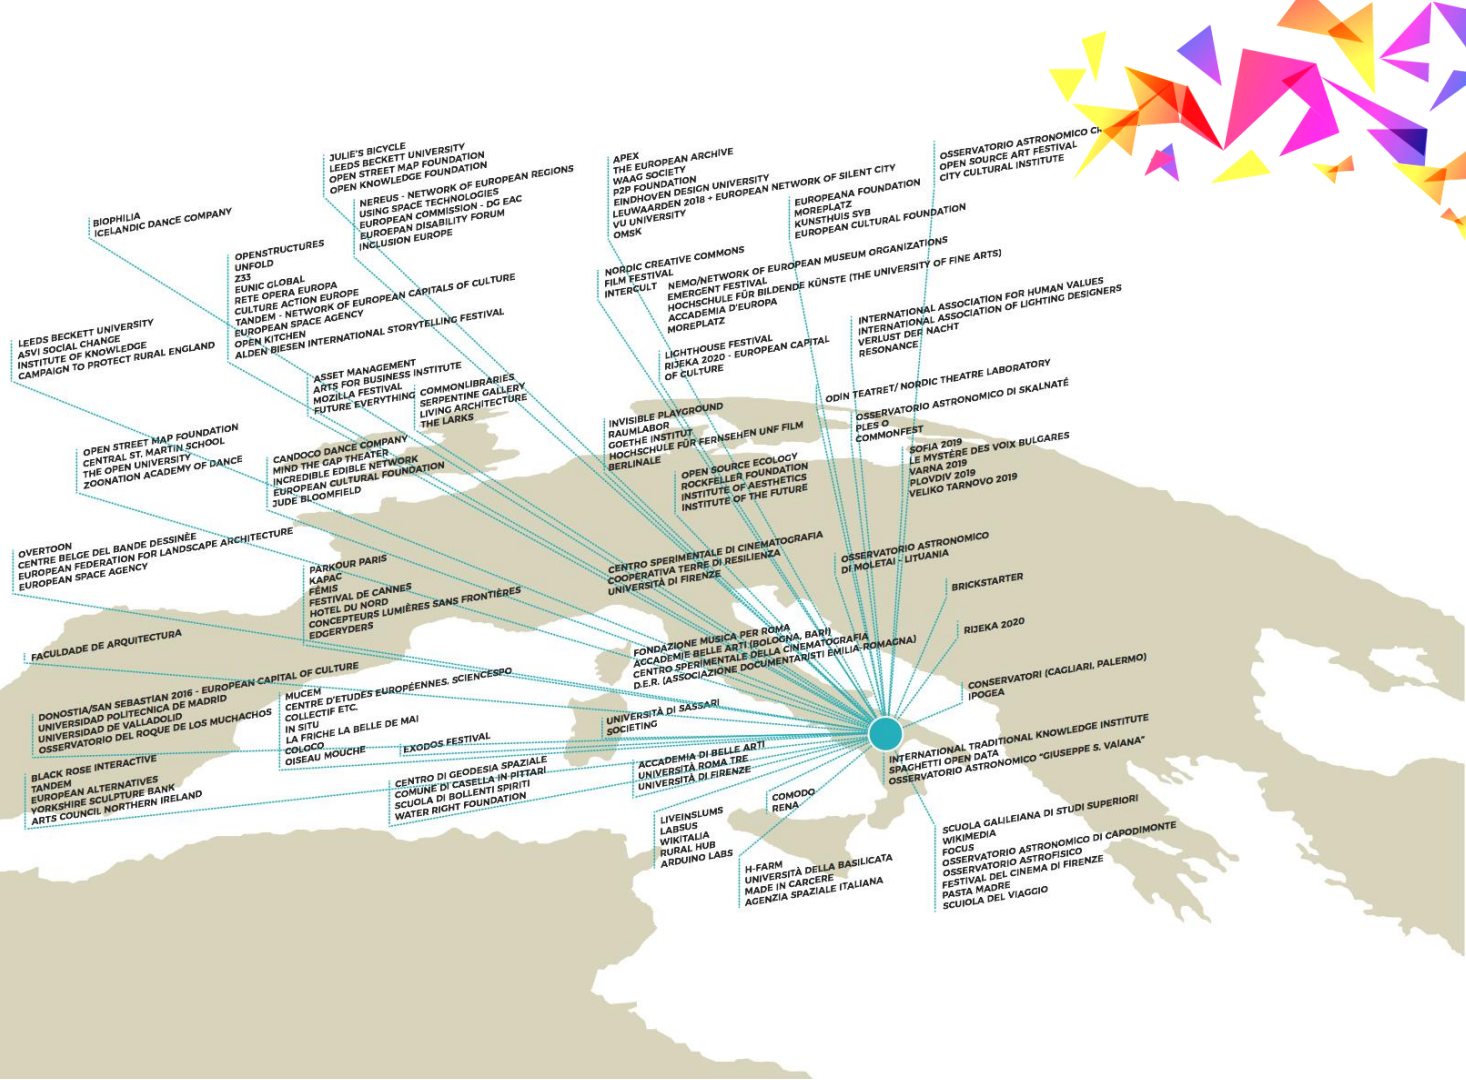 JULIE'S BICYCLE
LEEDS BECKETT UNIVERSITY
OPEN STREET MAP FOUNDATION
OPEN KNOWLEDGE FOUNDATION
NEREUS - NETWORK OF EUROPEAN REGIONS
USING SPACE TECHNOLOGIES
EUROPEAN COMMISSION - DG EAC
EUROEPAN DISABILITY FORUM
INCLUSION EUROPE
APEX
THE EUROPEAN ARCHIVE
WAAG SOCIETY
P2P FOUNDATION
EINDHOVEN DESIGN UNIVERSITY
LEUWAARDEN 2018 + EUROPEAN NETWORK OF SILENT CITY
VU UNIVERSITY
OMSK
OSSERVATORIO ASTRONOMICO
OPEN SOURCE ART FESTIVAL
CITY CULTURAL INSTITUTE
EUROPEANA FOUNDATION
MOREPLATZ
KUNSTHUIS SYB
EUROPEAN CULTURAL FOUNDATION
BIOPHILIA
ICELANDIC DANCE COMPANY
OPENSTRUCTURES
UNFOLD
Z33
EUNIC GLOBAL
RETE OPERA EUROPA
CULTURE ACTION EUROPE
TANDEM - NETWORK OF EUROPEAN CAPITALS OF CULTURE
EUROPEAN SPACE AGENCY
OPEN KITCHEN
ALDEN BIESEN INTERNATIONAL STORYTELLING FESTIVAL
NORDIC CREATIVE COMMONS
FILM FESTIVAL
INTERCULT
NEMO/NETWORK OF EUROPEAN MUSEUM ORGANIZATIONS
EMERGENT FESTIVAL
HOCHSCHULE FÜR BILDENDE KÜNSTE (THE UNIVERSITY OF FINE ARTS)
ACCADEMIA D'EUROPA
MOREPLATZ
INTERNATIONAL ASSOCIATION FOR HUMAN VALUES
INTERNATIONAL ASSOCIATION OF LIGHTING DESIGNERS
VERLUST DER NACHT
RESONANCE
LEEDS BECKETT UNIVERSITY
ASVI SOCIAL CHANGE
INSTITUTE OF KNOWLEDGE
CAMPAIGN TO PROTECT RURAL ENGLAND
LIGHTHOUSE FESTIVAL
RIJEKA 2020 - EUROPEAN CAPITAL
OF CULTURE
ASSET MANAGEMENT
ARTS FOR BUSINESS INSTITUTE
MOZILLA FESTIVAL
FUTURE EVERYTHING
COMMONLIBRARIES
SERPENTINE GALLERY
LIVING ARCHITECTURE
THE LARKS
ODIN TEATRET/ NORDIC THEATRE LABORATORY
OSSERVATORIO ASTRONOMICO DI SKALNATÉ
PLES O
COMMONFEST
INVISIBLE PLAYGROUND
RAUMLABOR
GOETHE INSTITUT
HOCHSCHULE FÜR FERNSEHEN UNF FILM
BERLINALE
OPEN STREET MAP FOUNDATION
CENTRAL ST. MARTIN SCHOOL
THE OPEN UNIVERSITY
ZOONATION ACADEMY OF DANCE
CANDOCO DANCE COMPANY
MIND THE GAP THEATER
INCREDIBLE EDIBLE NETWORK
EUROPEAN CULTURAL FOUNDATION
JUDE BLOOMFIELD
OPEN SOURCE ECOLOGY
ROCKFELLER FOUNDATION
INSTITUTE OF AESTHETICS
INSTITUTE OF THE FUTURE
SOFIA 2019
LE MYSTÈRE DES VOIX BULGARES
VARNA 2019
PLOVDIV 2019
VELIKO TARNOVO 2019
OVERTOON
CENTRE BELGE DEL BANDE DESSINÈE
EUROPEAN FEDERATION FOR LANDSCAPE ARCHITECTURE
EUROPEAN SPACE AGENCY
PARKOUR PARIS
KAPAC
FÉMIS
FESTIVAL DE CANNES
HOTEL DU NORD
CONCEPTEURS LUMIÈRES SANS FRONTIÈRES
EDGERYDERS
CENTRO SPERIMENTALE DI CINEMATOGRAFIA
COOPERATIVA TERRE DI RESILIENZA
UNIVERSITÀ DI FIRENZE
OSSERVATORIO ASTRONOMICO
DI MOLETAI - LITUANIA
BRICKSTARTER
RIJEKA 2020
FACULDADE DE ARQUITECTURA
FONDAZIONE MUSICA PER ROMA
ACCADEMIE BELLE ARTI (BOLOGNA, BARI)
CENTRO SPERIMENTALE DELLA CINEMATOGRAFIA
D.E.R. (ASSOCIAZIONE DOCUMENTARISTI EMILIA-ROMAGNA)
CONSERVATORI (CAGLIARI, PALERMO)
IPOGEA
DONOSTIA/SAN SEBASTIAN 2016 - EUROPEAN CAPITAL OF CULTURE
UNIVERSIDAD POLITECNICA DE MADRID
UNIVERSIDAD DE VALLADOLID
OSSERVATORIO DEL ROQUE DE LOS MUCHACHOS
MUCEM
CENTRE D'ETUDES EUROPÉENNES. SCIENCESPO
COLLECTIF ETC.
IN SITU
LA FRICHE LA BELLE DE MAI
COLOCO
OISEAU MOUCHE
EXODOS FESTIVAL
UNIVERSITÀ DI SASSARI
SOCIETING
INTERNATIONAL TRADITIONAL KNOWLEDGE INSTITUTE
SPAGHETTI OPEN DATA
OSSERVATORIO ASTRONOMICO "GIUSEPPE S. VAIANA"
BLACK ROSE INTERACTIVE
TANDEM
EUROPEAN ALTERNATIVES
YORKSHIRE SCULPTURE BANK
ARTS COUNCIL NORTHERN IRELAND
CENTRO DI GEODESIA SPAZIALE
COMUNE DI CASELLA IN PITTARI
SCUOLA DI BOLLENTI SPIRITI
WATER RIGHT FOUNDATION
ACCADEMIA DI BELLE ARTI
UNIVERSITÀ ROMA TRE
UNIVERSITÀ DI FIRENZE
COMODO
RENA
LIVEINSLUMS
LABSUS
WIKITALIA
RURAL HUB
ARDUINO LABS
H-FARM
UNIVERSITÀ DELLA BASILICATA
MADE IN CARCERE
AGENZIA SPAZIALE ITALIANA
SCUOLA GALILEIANA DI STUDI SUPERIORI
WIKIMEDIA
FOCUS
OSSERVATORIO ASTRONOMICO DI CAPODIMONTE
OSSERVATORIO ASTROFISICO
FESTIVAL DEL CINEMA DI FIRENZE
PASTA MADRE
SCUIOLA DEL VIAGGIO